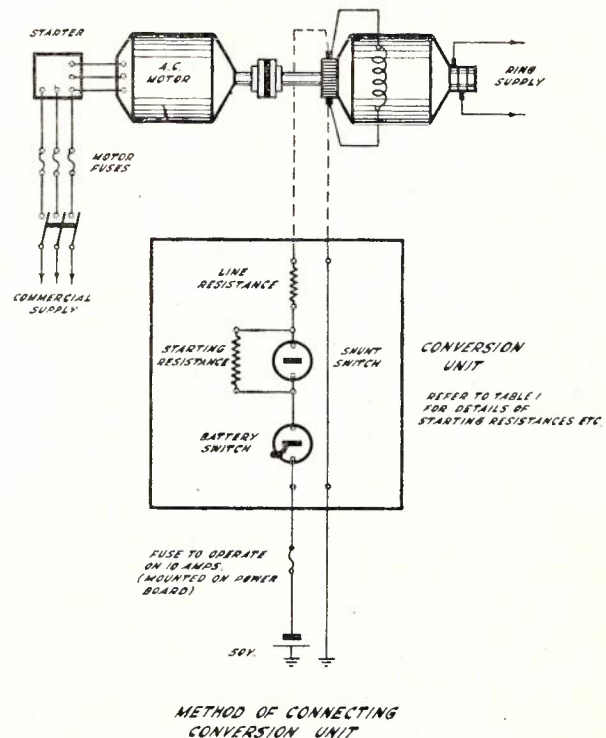 STARTER
A.C.
MOTOR
RING
SUPPLY
MOTOR
FUSES
COMMERCIAL
SUPPLY
LINE
RESISTANCE
STARTING
RESISTANCE
SHUNT
SWITCH
BATTERY
SWITCH
CONVERSION
UNIT
REFER TO TABLE 1
FOR DETAILS OF
STARTING RESISTANCES ETC.
FUSE TO OPERATE
ON 10 AMPS.
(MOUNTED ON POWER
BOARD)
50V.
METHOD OF CONNECTING
CONVERSION UNIT